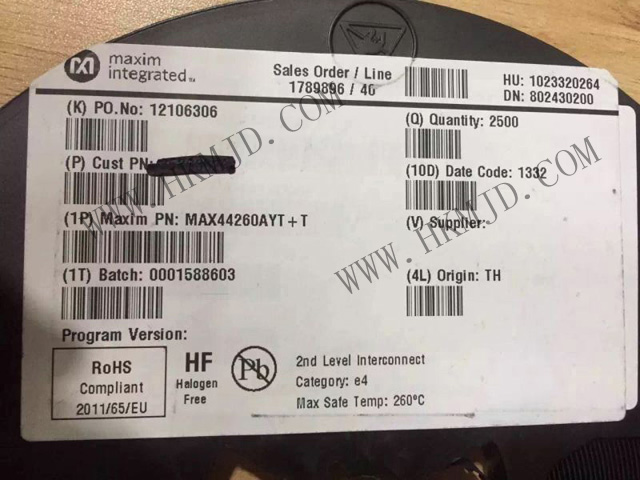 maxim
integrated™
Sales Order / Line
1789896 / 40
HU: 1023320264
DN: 802430200
(K) PO.No: 12106306
(Q) Quantity: 2500
(P) Cust PN:
(10D) Date Code: 1332
(1P) Maxim PN: MAX44260AYT+T
(V) Supplier:
(1T) Batch: 0001588603
(4L) Origin: TH
Program Version:
RoHS
Compliant
2011/65/EU
HF
Halogen
Free
Pb
2nd Level Interconnect
Category: e4
Max Safe Temp: 260°C
WWW.HKMJD.COM
WWW.HKMJD.COM